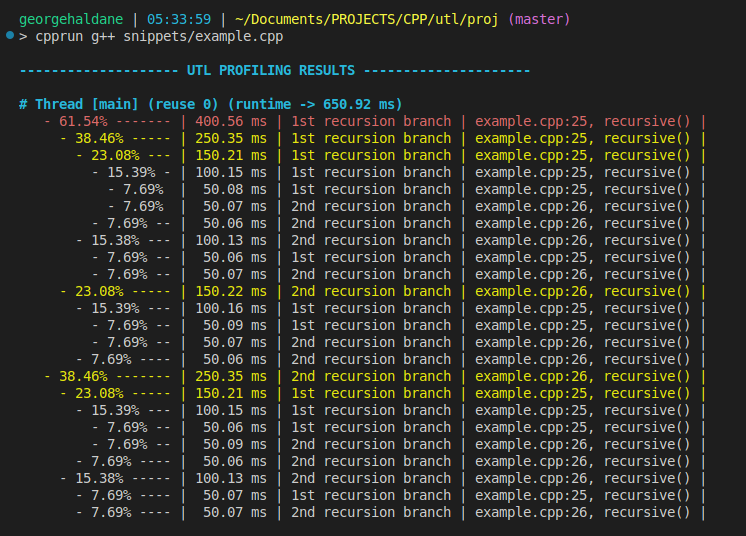 georgehaldane | 05:33:59 | ~/Documents/PROJECTS/CPP/utl/proj (master)
> cpprun g++ snippets/example.cpp
-------------------- UTL PROFILING RESULTS ---------------------
# Thread [main] (reuse 0) (runtime -> 650.92 ms)
   - 61.54% ------- | 400.56 ms | 1st recursion branch | example.cpp:25, recursive() |
     - 38.46% ----- | 250.35 ms | 1st recursion branch | example.cpp:25, recursive() |
       - 23.08% --- | 150.21 ms | 1st recursion branch | example.cpp:25, recursive() |
         - 15.39% - | 100.15 ms | 1st recursion branch | example.cpp:25, recursive() |
           - 7.69%  |  50.08 ms | 1st recursion branch | example.cpp:25, recursive() |
           - 7.69%  |  50.07 ms | 2nd recursion branch | example.cpp:26, recursive() |
         - 7.69% -- |  50.06 ms | 2nd recursion branch | example.cpp:26, recursive() |
       - 15.38% --- | 100.13 ms | 2nd recursion branch | example.cpp:26, recursive() |
         - 7.69% -- |  50.06 ms | 1st recursion branch | example.cpp:25, recursive() |
         - 7.69% -- |  50.07 ms | 2nd recursion branch | example.cpp:26, recursive() |
     - 23.08% ----- | 150.22 ms | 2nd recursion branch | example.cpp:26, recursive() |
       - 15.39% --- | 100.16 ms | 1st recursion branch | example.cpp:25, recursive() |
         - 7.69% -- |  50.09 ms | 1st recursion branch | example.cpp:25, recursive() |
         - 7.69% -- |  50.07 ms | 2nd recursion branch | example.cpp:26, recursive() |
       - 7.69% ---- |  50.06 ms | 2nd recursion branch | example.cpp:26, recursive() |
   - 38.46% ------- | 250.35 ms | 2nd recursion branch | example.cpp:26, recursive() |
     - 23.08% ----- | 150.21 ms | 1st recursion branch | example.cpp:25, recursive() |
       - 15.39% --- | 100.15 ms | 1st recursion branch | example.cpp:25, recursive() |
         - 7.69% -- |  50.06 ms | 1st recursion branch | example.cpp:25, recursive() |
         - 7.69% -- |  50.09 ms | 2nd recursion branch | example.cpp:26, recursive() |
       - 7.69% ---- |  50.06 ms | 2nd recursion branch | example.cpp:26, recursive() |
     - 15.38% ----- | 100.13 ms | 2nd recursion branch | example.cpp:26, recursive() |
       - 7.69% ---- |  50.07 ms | 1st recursion branch | example.cpp:25, recursive() |
       - 7.69% ---- |  50.07 ms | 2nd recursion branch | example.cpp:26, recursive() |